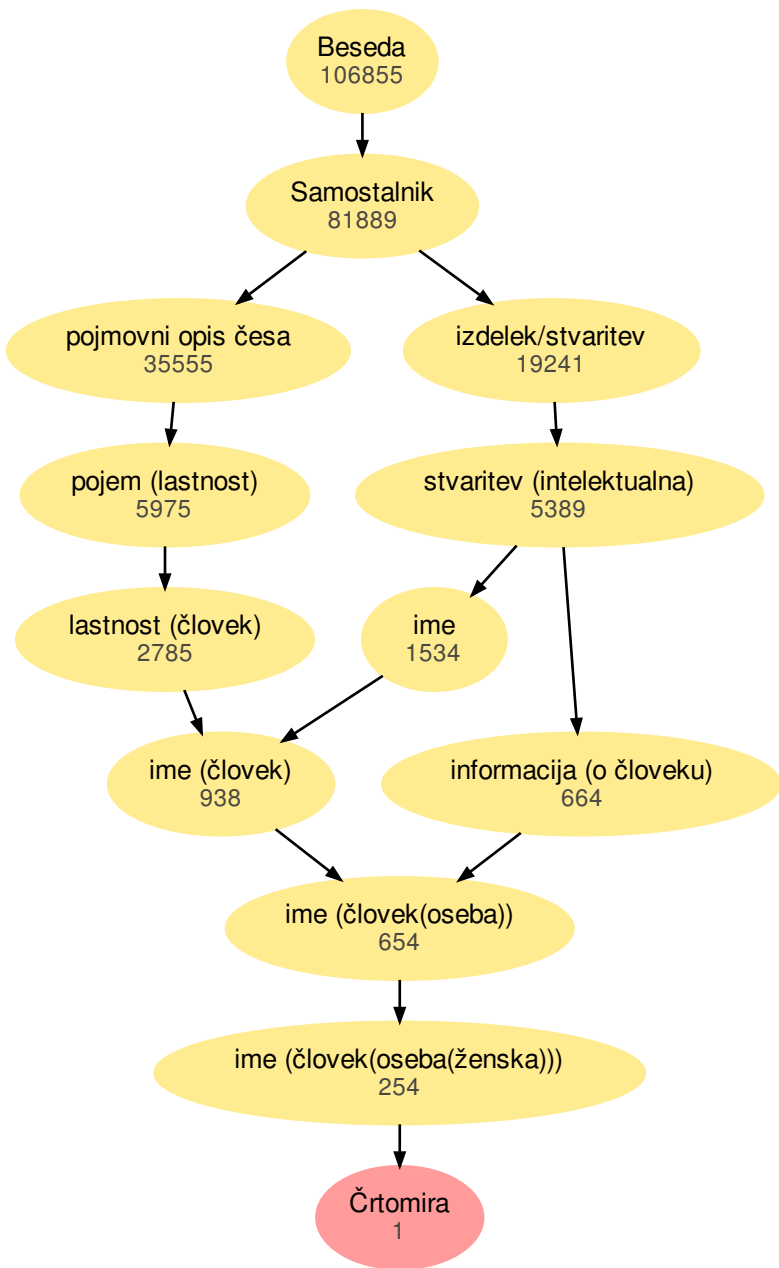 Beseda
106855
Samostalnik
81889
pojmovni opis česa
35555
izdelek/stvaritev
19241
pojem (lastnost)
5975
stvaritev (intelektualna)
5389
lastnost (človek)
2785
ime
1534
ime (človek)
938
informacija (o človeku)
664
ime (človek(oseba))
654
ime (človek(oseba(ženska)))
254
Črtomira
1